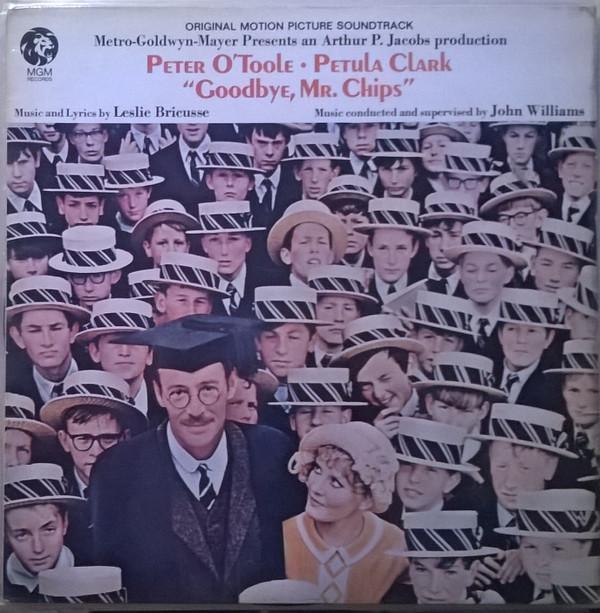 ORIGINAL MOTION PICTURE SOUNDTRACK
Metro-Goldwyn-Mayer Presents an Arthur P. Jacobs production
PETER O'TOOLE • PETULA CLARK
"GOODBYE, MR. CHIPS"
MGM
RECORDS
Music and Lyrics by Leslie Bricusse
Music conducted and supervised by John Williams